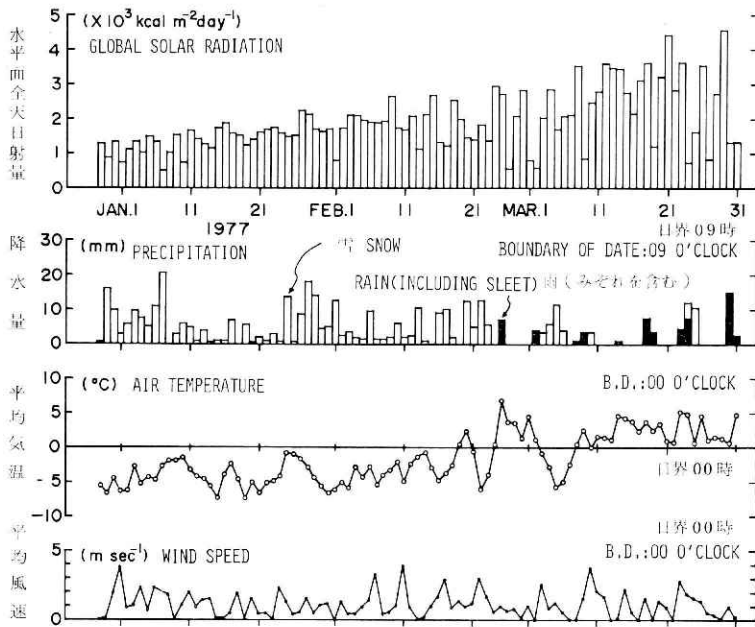 (×10³ kcal m⁻² day⁻¹)
GLOBAL SOLAR RADIATION
水平面全天日射量
5
4
3
2
1
0
JAN.1 11 21 FEB.1 11 21 MAR.1 11 21 31
1977
日界09時
BOUNDARY OF DATE:09 O'CLOCK
降水量
(mm) PRECIPITATION
雪 SNOW
RAIN(INCLUDING SLEET) 雨(みぞれを含む)
30
20
10
0
平均気温
(°C) AIR TEMPERATURE
B.D.:00 O'CLOCK
10
5
0
-5
-10
日界00時
日界00時
平均風速
(m sec⁻¹) WIND SPEED
B.D.:00 O'CLOCK
5
0